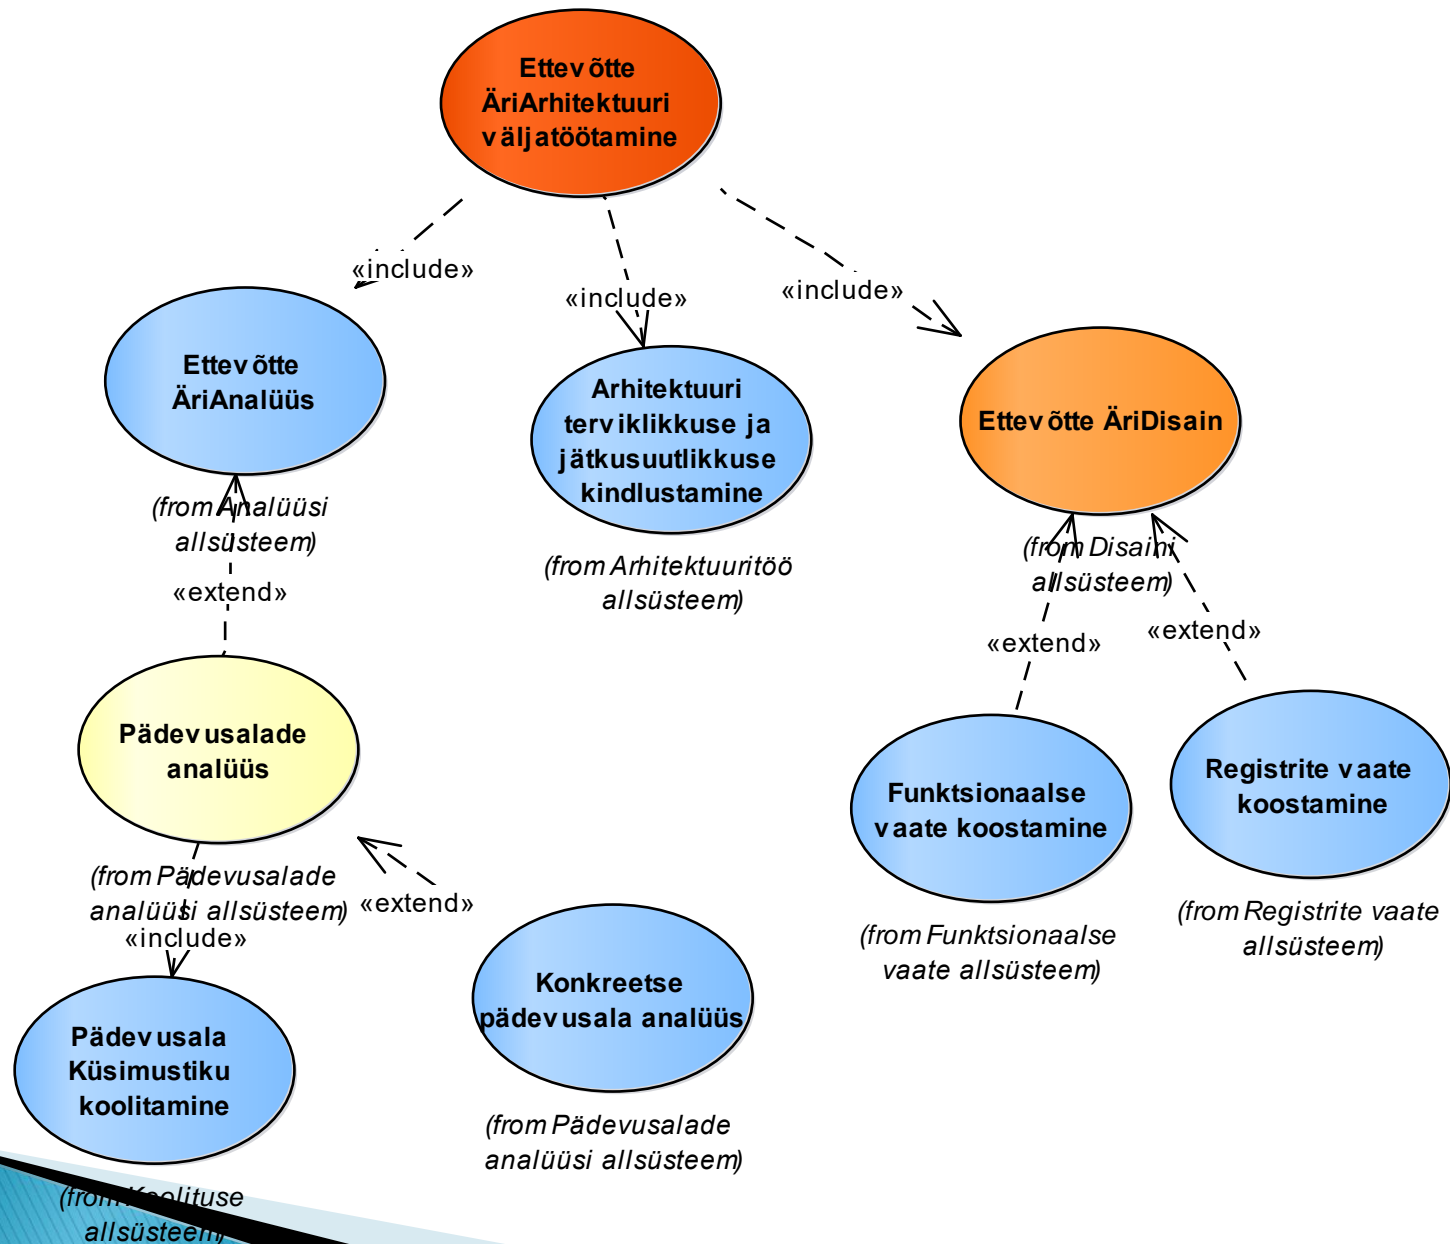 Ettevõtte
ÄriArhitektuuri
väljatöötamine
«include»
«include»
«include»
Ettevõtte
ÄriAnalüüs
(from Analüüsi
allsüsteem)
Arhitektuuri
terviklikkuse ja
jätkusuutlikkuse
kindlustamine
(from Arhitektuuritöö
allsüsteem)
Ettevõtte ÄriDisain
(from Disaini
allsüsteem)
«extend»
«extend»
«extend»
Pädevusalade
analüüs
(from Pädevusalade
analüüsi allsüsteem)
«include»
«extend»
Funktsionaalse
vaate koostamine
(from Funktsionaalse
vaate allsüsteem)
Registrite vaate
koostamine
(from Registrite vaate
allsüsteem)
Pädevusala
Küsimustiku
koolitamine
(from Koolituse
allsüsteem)
Konkreetse
pädevusala analüüs
(from Pädevusalade
analüüsi allsüsteem)